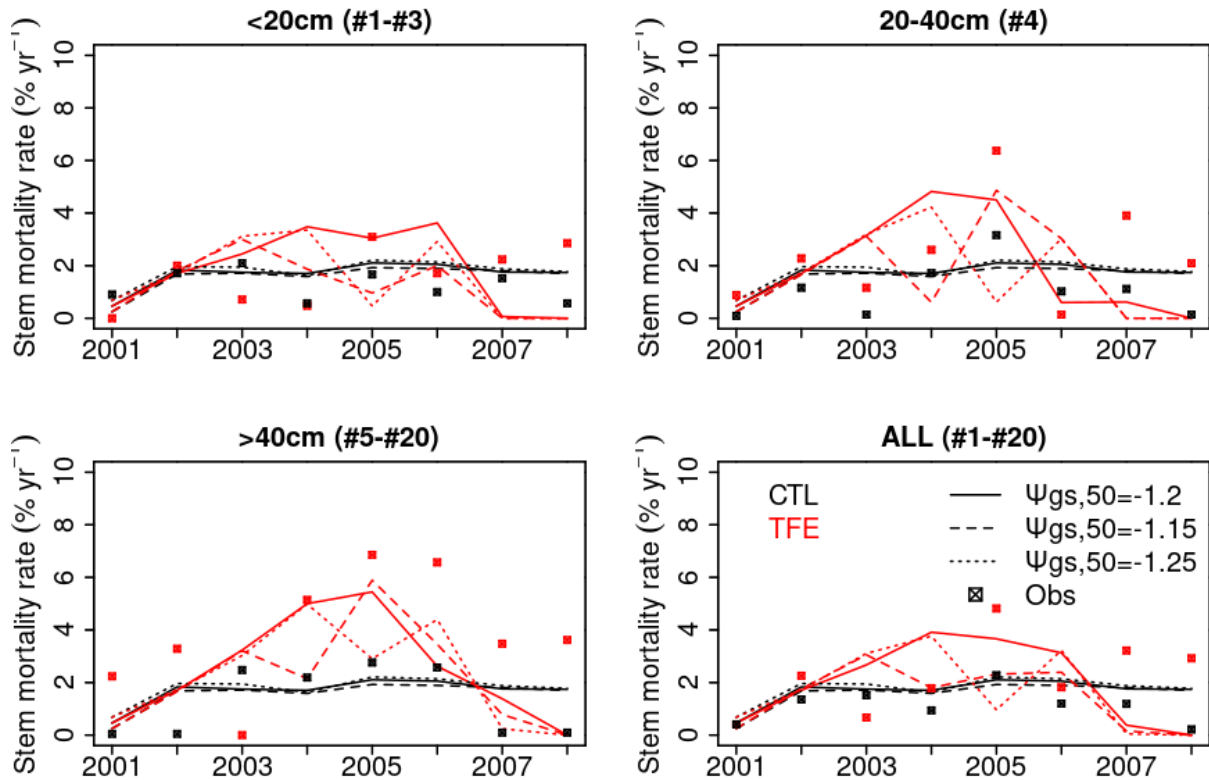 <20cm (#1-#3)
Stem mortality rate (% yr⁻¹)
10
8
6
4
2
0
2001 2003 2005 2007
20-40cm (#4)
Stem mortality rate (% yr⁻¹)
10
8
6
4
2
0
2001 2003 2005 2007
>40cm (#5-#20)
Stem mortality rate (% yr⁻¹)
10
8
6
4
2
0
2001 2003 2005 2007
ALL (#1-#20)
Stem mortality rate (% yr⁻¹)
10
8
6
4
2
0
2001 2003 2005 2007
CTL
TFE
Ψgs,50=-1.2
Ψgs,50=-1.15
Ψgs,50=-1.25
Obs